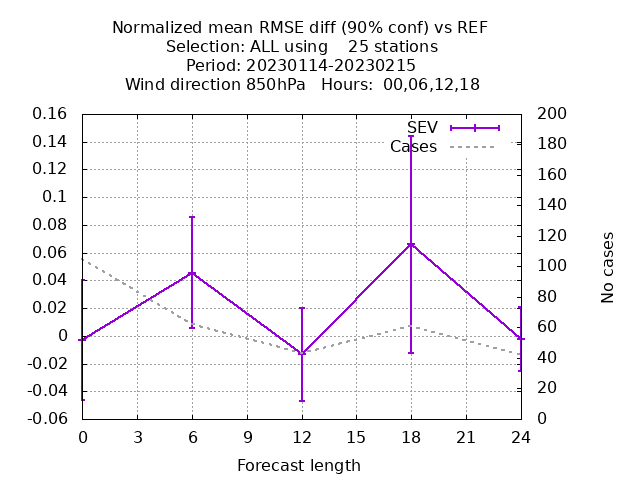 Normalized mean RMSE diff (90% conf) vs REF
Selection: ALL using    25 stations
Period: 20230114-20230215
Wind direction 850hPa   Hours:  00,06,12,18
0.16
0.14
0.12
0.1
0.08
0.06
0.04
0.02
0
-0.02
-0.04
-0.06
SEV
Cases
200
180
160
140
120
100
80
60
40
20
0
No cases
0 3 6 9 12 15 18 21 24
Forecast length